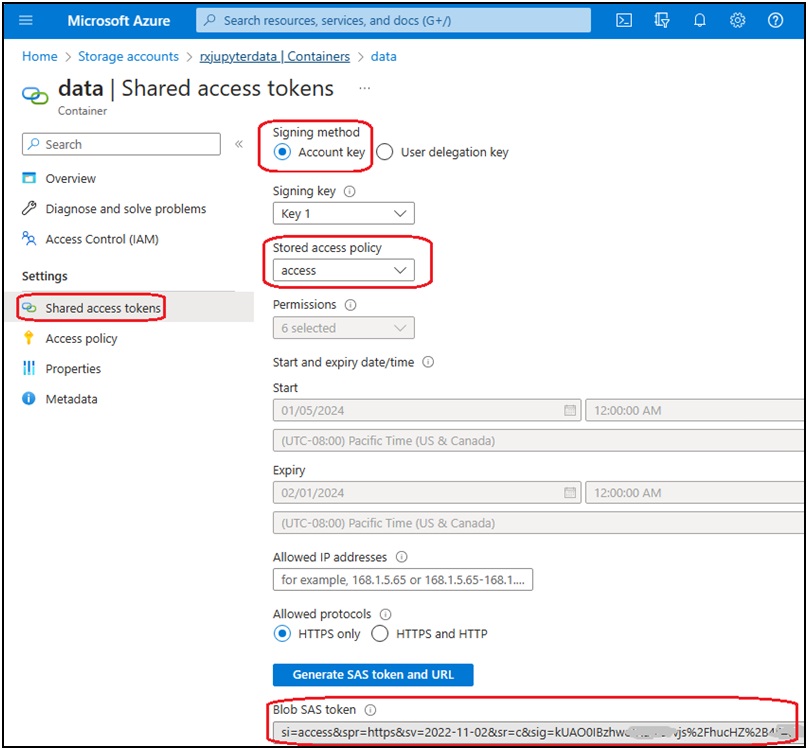 Microsoft Azure
Search resources, services, and docs (G+/)
Home > Storage accounts > rxjupyterdata | Containers > data
data | Shared access tokens ...
Container
Search
«
Overview
Diagnose and solve problems
Access Control (IAM)
Settings
Shared access tokens
Access policy
Properties
Metadata
Signing method
Account key
User delegation key
Signing key
Key 1
Stored access policy
access
Permissions
6 selected
Start and expiry date/time
Start
01/05/2024
12:00:00 AM
(UTC-08:00) Pacific Time (US & Canada)
Expiry
02/01/2024
12:00:00 AM
(UTC-08:00) Pacific Time (US & Canada)
Allowed IP addresses
for example, 168.1.5.65 or 168.1.5.65-168.1....
Allowed protocols
HTTPS only
HTTPS and HTTP
Generate SAS token and URL
Blob SAS token
si=access&spr=https&sv=2022-11-02&sr=c&sig=